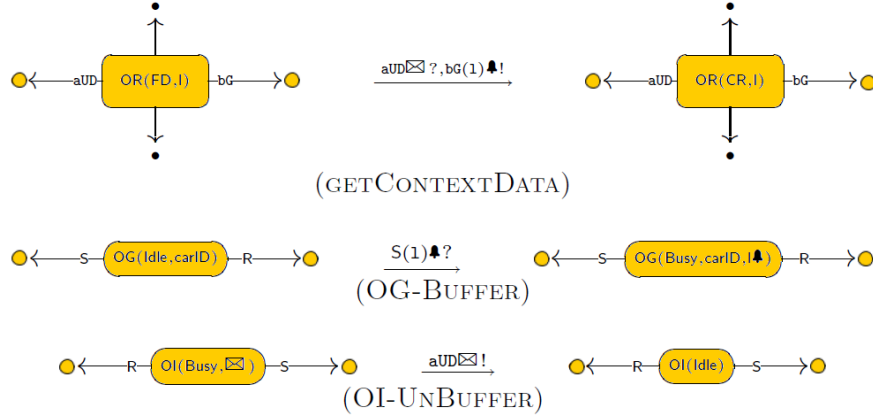 aUD OR(FD,I) bG aUD✉?,bG(1)🔔! aUD OR(CR,I) bG
(GETCONTEXTDATA)
S OG(Idle,carID) R S(1)🔔? S OG(Busy,carID,I🔔) R
(OG-BUFFER)
R OI(Busy,✉) S aUD✉! R OI(Idle) S
(OI-UNBUFFER)